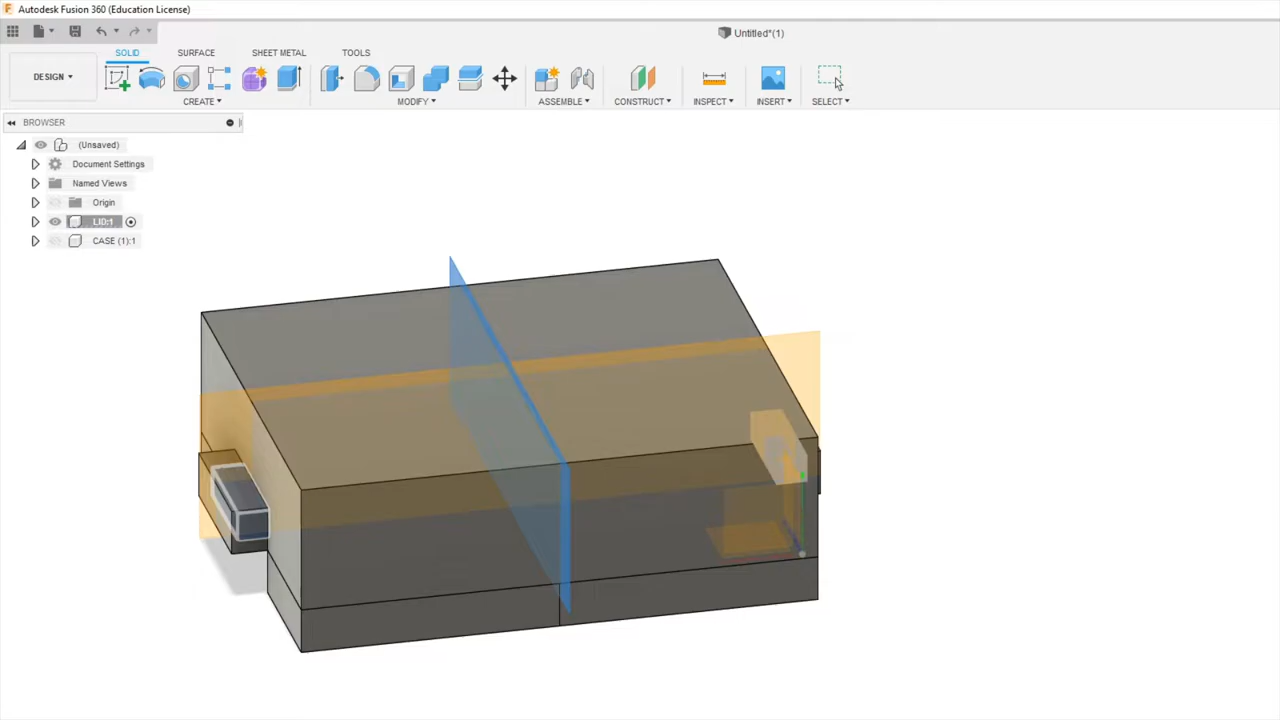 Autodesk Fusion 360 (Education License)
Untitled*(1)
SOLID SURFACE SHEET METAL TOOLS
DESIGN
CREATE MODIFY ASSEMBLE CONSTRUCT INSPECT INSERT SELECT
BROWSER
(Unsaved)
Document Settings
Named Views
Origin
LID:1
CASE (1):1